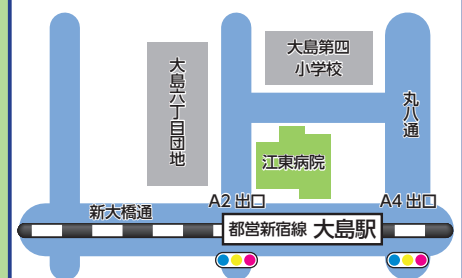 大島第四
小学校
大島六丁目団地
丸八通
江東病院
新大橋通
A2 出口
A4 出口
都営新宿線 大島駅